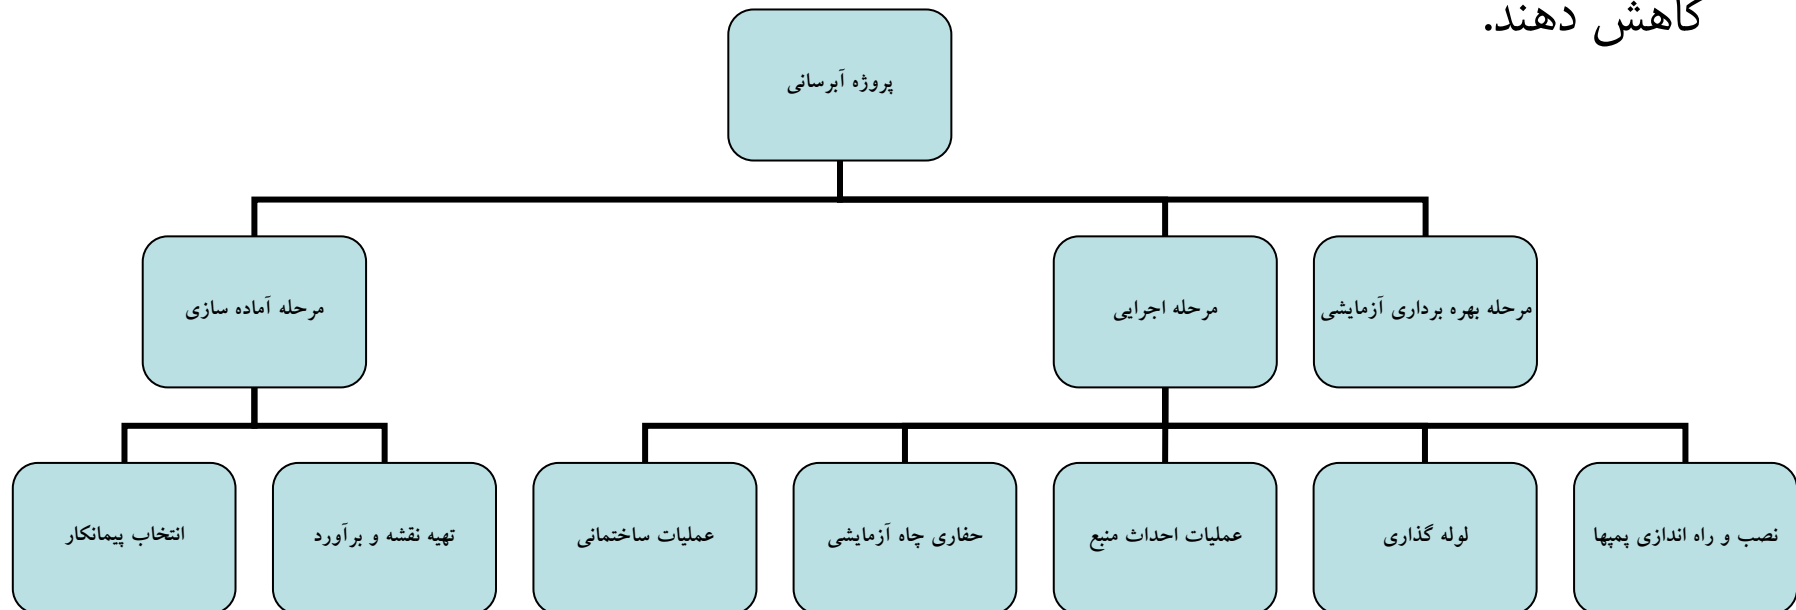 کاهش دهند.
پروژه آبرسانی
مرحله بهره برداری آزمایشی
مرحله اجرایی
مرحله آماده سازی
نصب و راه اندازی پمپها
لوله گذاری
عملیات احداث منبع
حفاری چاه آزمایشی
عملیات ساختمانی
تهیه نقشه و برآورد
انتخاب پیمانکار